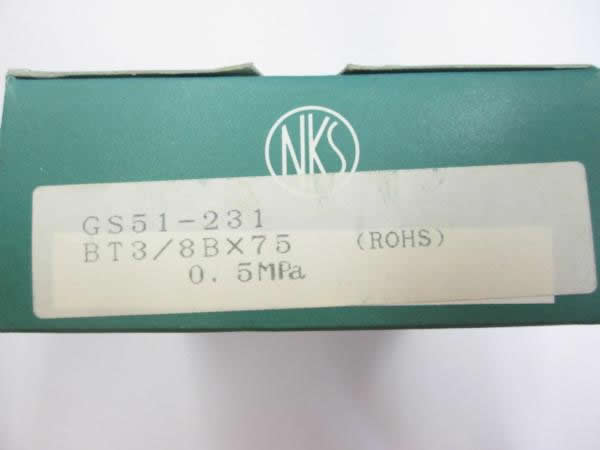 NKS
GS51-231
BT3/8B×75 (ROHS)
0.5MPa